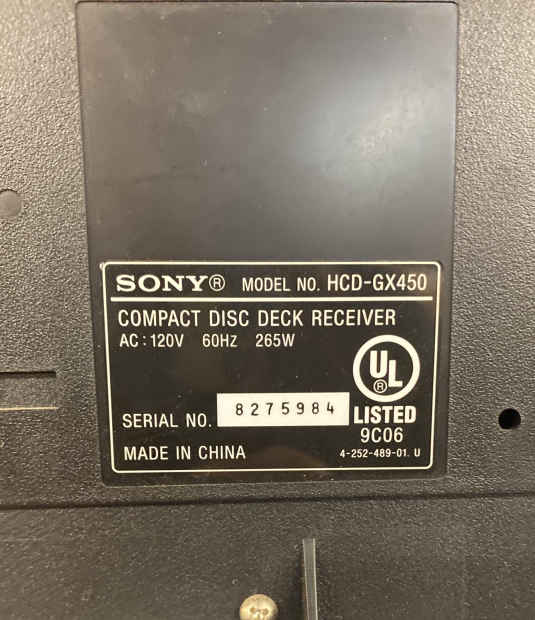 SONY® MODEL NO. HCD-GX450
COMPACT DISC DECK RECEIVER
AC : 120V 60HZ 265W
UL ®
SERIAL NO. 8275984 LISTED
9C06
MADE IN CHINA 4-252-489-01. U